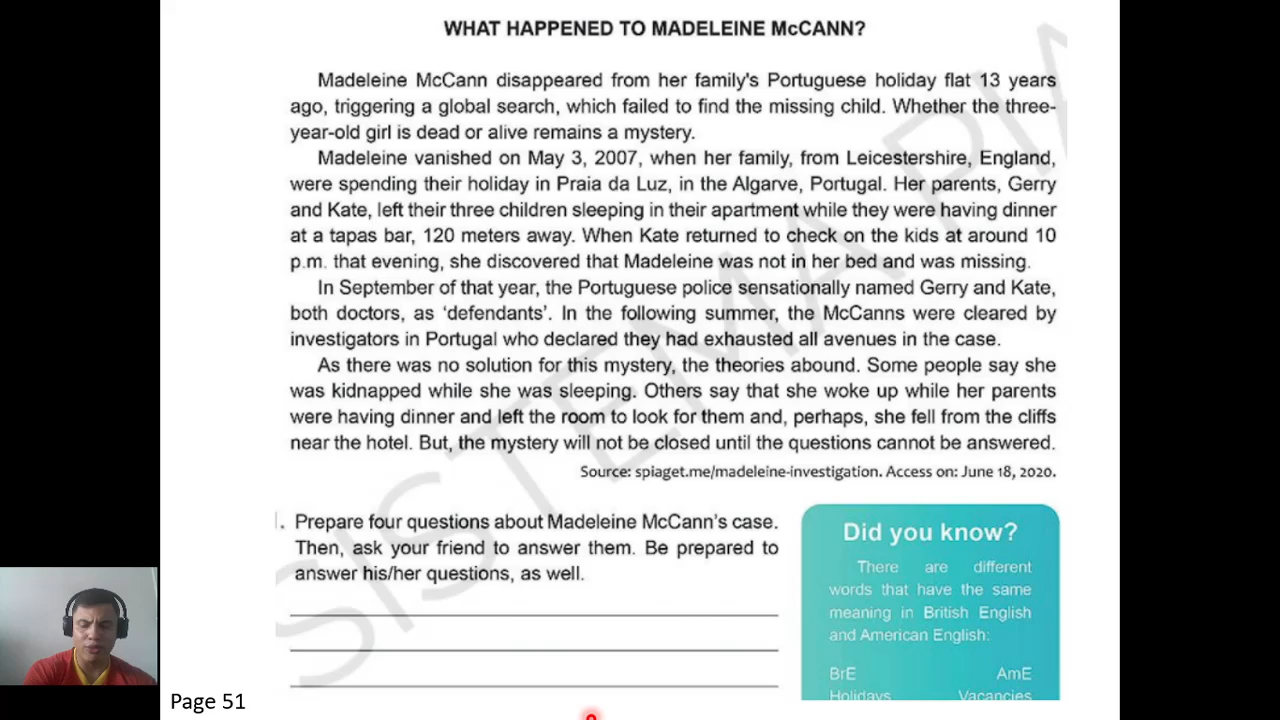 WHAT HAPPENED TO MADELEINE McCANN?
Madeleine McCann disappeared from her family's Portuguese holiday flat 13 years
ago, triggering a global search, which failed to find the missing child. Whether the three-
year-old girl is dead or alive remains a mystery.
Madeleine vanished on May 3, 2007, when her family, from Leicestershire, England,
were spending their holiday in Praia da Luz, in the Algarve, Portugal. Her parents, Gerry
and Kate, left their three children sleeping in their apartment while they were having dinner
at a tapas bar, 120 meters away. When Kate returned to check on the kids at around 10
p.m. that evening, she discovered that Madeleine was not in her bed and was missing.
In September of that year, the Portuguese police sensationally named Gerry and Kate,
both doctors, as ‘defendants’. In the following summer, the McCanns were cleared by
investigators in Portugal who declared they had exhausted all avenues in the case.
As there was no solution for this mystery, the theories abound. Some people say she
was kidnapped while she was sleeping. Others say that she woke up while her parents
were having dinner and left the room to look for them and, perhaps, she fell from the cliffs
near the hotel. But, the mystery will not be closed until the questions cannot be answered.
Source: spiaget.me/madeleine-investigation. Access on: June 18, 2020.
. Prepare four questions about Madeleine McCann's case.
Then, ask your friend to answer them. Be prepared to
answer his/her questions, as well.
Did you know?
There are different
words that have the same
meaning in British English
and American English:
BrE AmE
Holidays Vacancies
SISTEMA PIA
Page 51